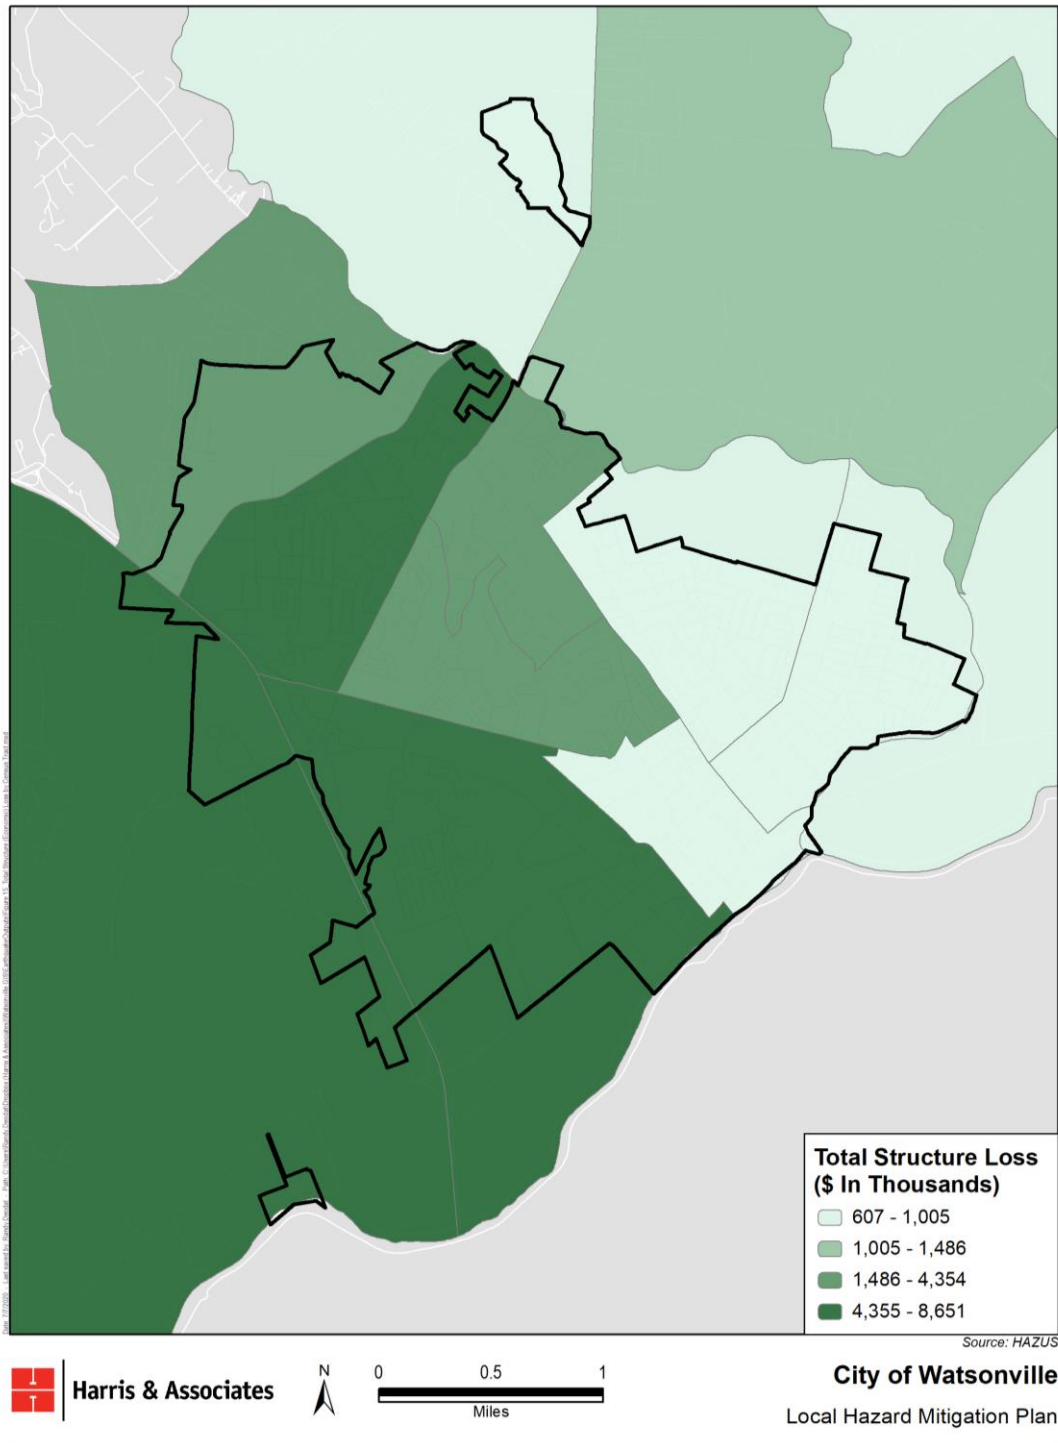 Total Structure Loss
($ In Thousands)
607 - 1,005
1,005 - 1,486
1,486 - 4,354
4,355 - 8,651
Source: HAZUS
Harris & Associates
N
0 0.5 1
Miles
City of Watsonville
Local Hazard Mitigation Plan